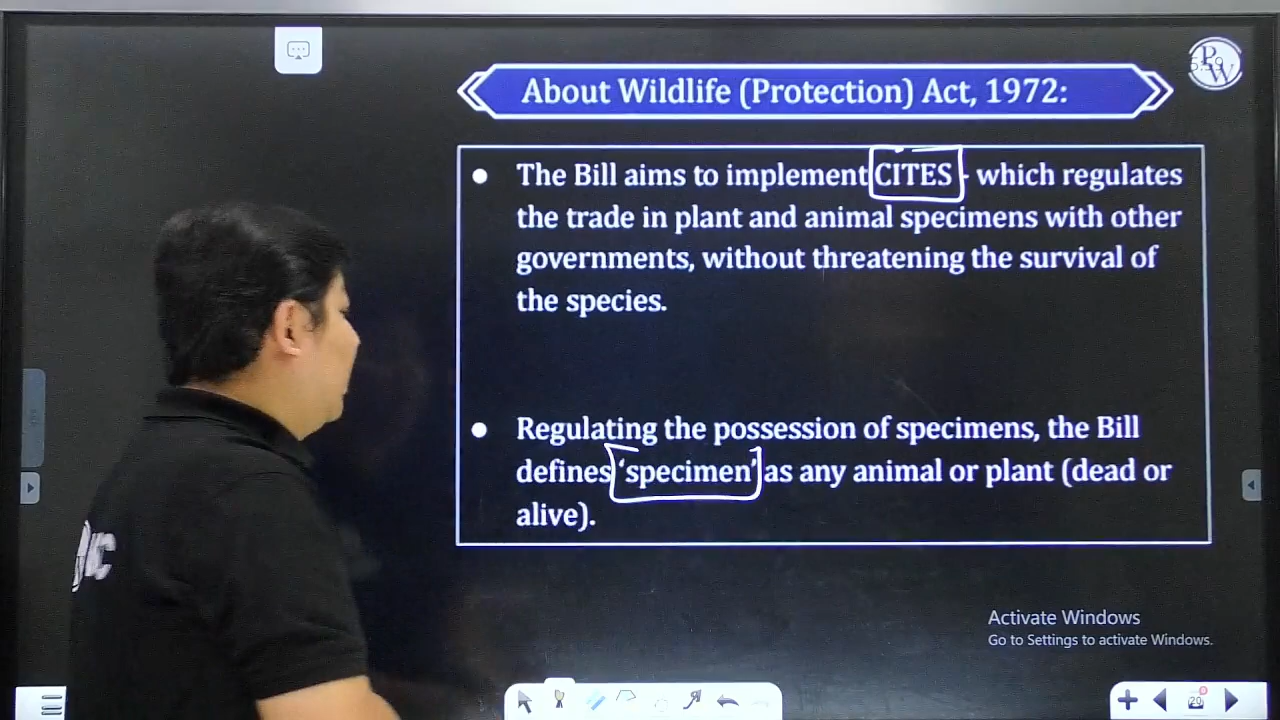 About Wildlife (Protection) Act, 1972:
PW
The Bill aims to implement CITES - which regulates
the trade in plant and animal specimens with other
governments, without threatening the survival of
the species.
Regulating the possession of specimens, the Bill
defines ‘specimen’ as any animal or plant (dead or
alive).
Activate Windows
Go to Settings to activate Windows.
20